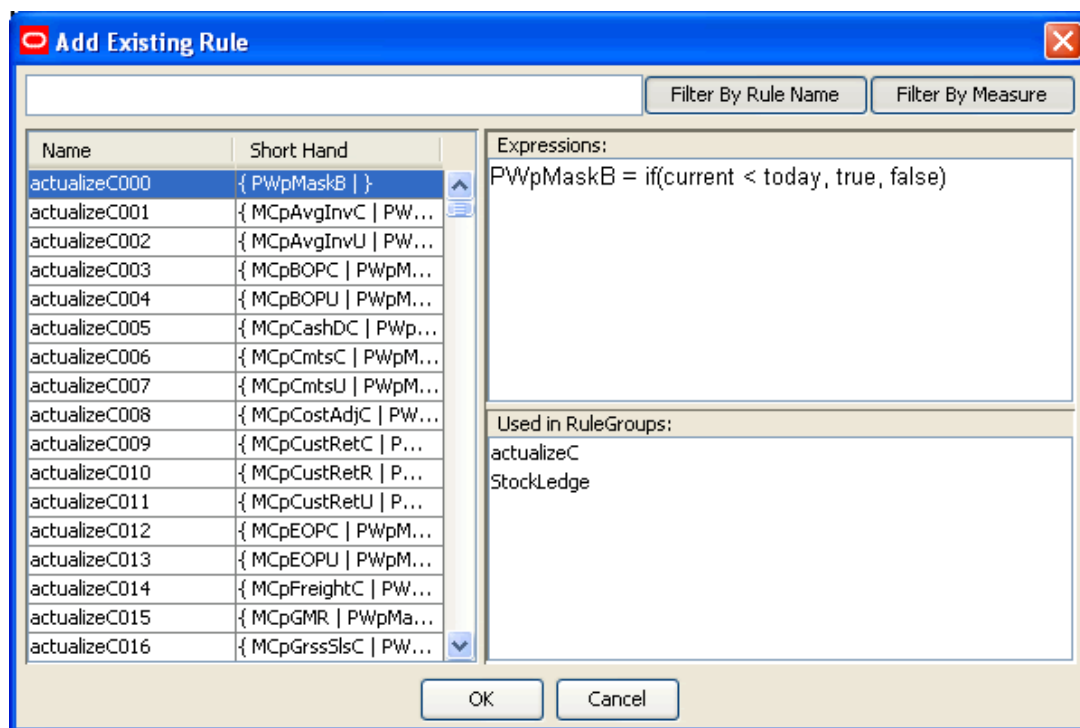 Add Existing Rule
Filter By Rule Name Filter By Measure
Name Short Hand
actualizeC000 { PWpMaskB | }
actualizeC001 { MCpAvgInvC | PW...
actualizeC002 { MCpAvgInvU | PW...
actualizeC003 { MCpBOPC | PWpM...
actualizeC004 { MCpBOPU | PWpM...
actualizeC005 { MCpCashDC | PWp...
actualizeC006 { MCpCmtsC | PWpM...
actualizeC007 { MCpCmtsU | PWpM...
actualizeC008 { MCpCostAdjC | PW...
actualizeC009 { MCpCustRetC | P...
actualizeC010 { MCpCustRetR | P...
actualizeC011 { MCpCustRetU | P...
actualizeC012 { MCpEOPC | PWpM...
actualizeC013 { MCpEOPU | PWpM...
actualizeC014 { MCpFreightC | PW...
actualizeC015 { MCpGMR | PWpMa...
actualizeC016 { MCpGrssSlsC | PW...
Expressions:
PWpMaskB = if(current < today, true, false)
Used in RuleGroups:
actualizeC
StockLedge
OK Cancel